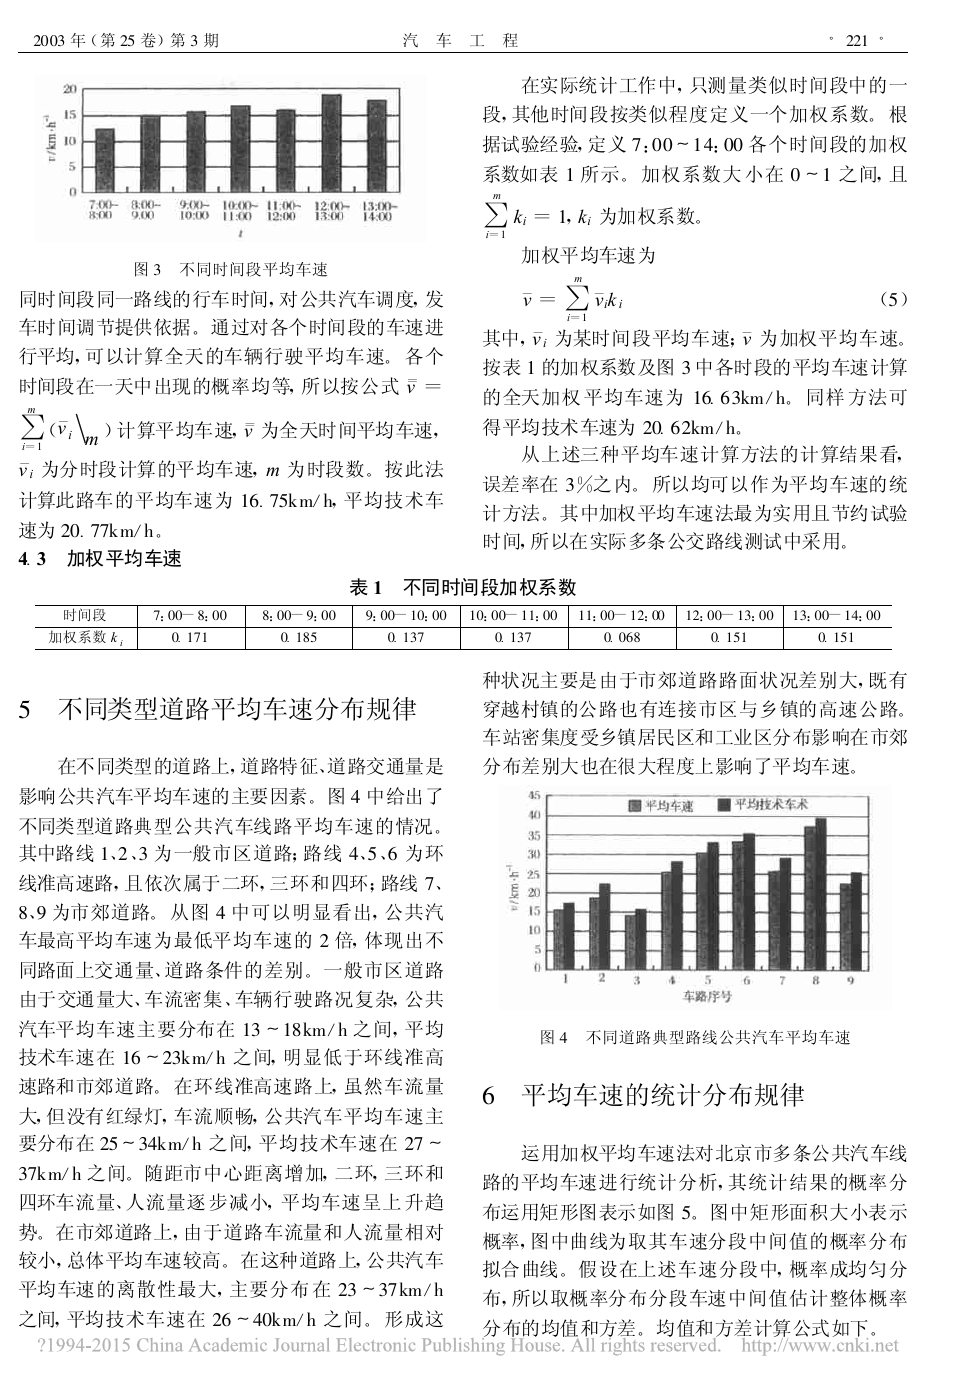 2003 年 ( 第 25 卷 ) 第 3 期
汽 车 工 程
° 221 °
20
15
10
5
0
v/km·h⁻¹
7:00~ 8:00~ 9:00~ 10:00~ 11:00~ 12:00~ 13:00~
8:00 9:00 10:00 11:00 12:00 13:00 14:00
t
图 3 不同时间段平均车速
同时间段同一路线的行车时间, 对公共汽车调度, 发
车时间调节提供依据。通过对各个时间段的车速进
行平均, 可以计算全天的车辆行驶平均车速。各个
时间段在一天中出现的概率均等, 所以按公式 v̄ =
∑ᵢ₌₁ᵐ (v̄ᵢ \ m ) 计算平均车速, v̄ 为全天时间平均车速,
v̄ᵢ 为分时段计算的平均车速, m 为时段数。按此法
计算此路车的平均车速为 16. 75km/ h, 平均技术车
速为 20. 77km/ h。
4. 3 加权平均车速
在实际统计工作中, 只测量类似时间段中的一
段, 其他时间段按类似程度定义一个加权系数。根
据试验经验, 定义 7: 00 ~ 14: 00 各个时间段的加权
系数如表 1 所示。加权系数大小在 0 ~ 1 之间, 且
∑ᵢ₌₁ᵐ kᵢ = 1, kᵢ 为加权系数。
加权平均车速为
v̄ = ∑ᵢ₌₁ᵐ v̄ᵢkᵢ (5)
其中, v̄ᵢ 为某时间段平均车速; v̄ 为加权平均车速。
按表 1 的加权系数及图 3 中各时段的平均车速计算
的全天加权平均车速为 16. 63km/ h。同样方法可
得平均技术车速为 20. 62km/ h。
从上述三种平均车速计算方法的计算结果看,
误差率在 3%之内。所以均可以作为平均车速的统
计方法。其中加权平均车速法最为实用且节约试验
时间, 所以在实际多条公交路线测试中采用。
表 1 不同时间段加权系数
时间段 7: 00— 8: 00 8: 00— 9: 00 9: 00— 10: 00 10: 00— 11: 00 11: 00— 12: 00 12: 00— 13: 00 13: 00— 14: 00
加权系数 kᵢ 0. 171 0. 185 0. 137 0. 137 0. 068 0. 151 0. 151
5 不同类型道路平均车速分布规律
在不同类型的道路上, 道路特征、道路交通量是
影响公共汽车平均车速的主要因素。图 4 中给出了
不同类型道路典型公共汽车线路平均车速的情况。
其中路线 1、2、3 为一般市区道路; 路线 4、5、6 为环
线准高速路, 且依次属于二环, 三环和四环; 路线 7、
8、9 为市郊道路。从图 4 中可以明显看出, 公共汽
车最高平均车速为最低平均车速的 2 倍, 体现出不
同路面上交通量、道路条件的差别。一般市区道路
由于交通量大、车流密集、车辆行驶路况复杂, 公共
汽车平均车速主要分布在 13 ~ 18km/ h 之间, 平均
技术车速在 16 ~ 23km/ h 之间, 明显低于环线准高
速路和市郊道路。在环线准高速路上, 虽然车流量
大, 但没有红绿灯, 车流顺畅, 公共汽车平均车速主
要分布在 25 ~ 34km/ h 之间, 平均技术车速在 27 ~
37km/ h 之间。随距市中心距离增加, 二环, 三环和
四环车流量、人流量逐步减小, 平均车速呈上升趋
势。在市郊道路上, 由于道路车流量和人流量相对
较小, 总体平均车速较高。在这种道路上, 公共汽车
平均车速的离散性最大, 主要分布在 23 ~ 37km/ h
之间, 平均技术车速在 26 ~ 40km/ h 之间。形成这
种状况主要是由于市郊道路路面状况差别大, 既有
穿越村镇的公路也有连接市区与乡镇的高速公路。
车站密集度受乡镇居民区和工业区分布影响在市郊
分布差别大也在很大程度上影响了平均车速。
45
40
35
30
25
20
15
10
5
0
v/km·h⁻¹
平均车速 平均技术车术
1 2 3 4 5 6 7 8 9
车路序号
图 4 不同道路典型路线公共汽车平均车速
6 平均车速的统计分布规律
运用加权平均车速法对北京市多条公共汽车线
路的平均车速进行统计分析, 其统计结果的概率分
布运用矩形图表示如图 5。图中矩形面积大小表示
概率, 图中曲线为取其车速分段中间值的概率分布
拟合曲线。假设在上述车速分段中, 概率成均匀分
布, 所以取概率分布分段车速中间值估计整体概率
分布的均值和方差。均值和方差计算公式如下。
?1994-2015 China Academic Journal Electronic Publishing House. All rights reserved. http://www.cnki.net